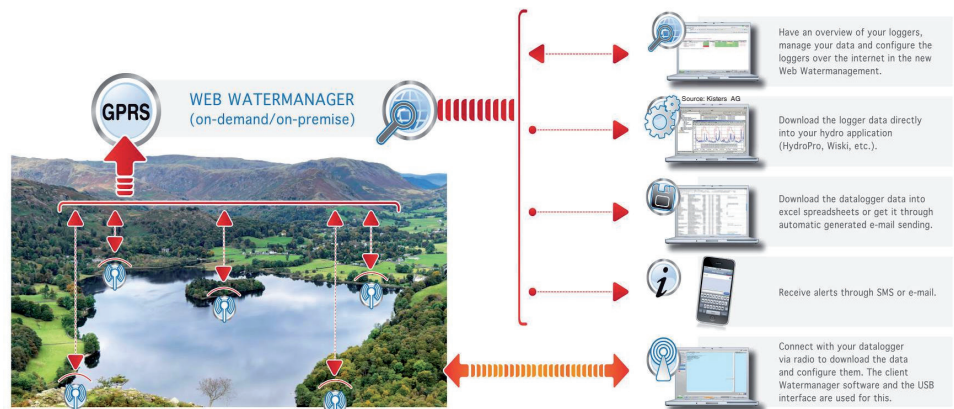 GPRS
WEB WATERMANAGER
(on-demand/on-premise)
Have an overview of your loggers,
manage your data and configure the
loggers over the internet in the new
Web Watermanagement.
Source: Kisters AG
Download the logger data directly
into your hydro application
(HydroPro, Wiski, etc.).
Download the datalogger data into
excel spreadsheets or get it through
automatic generated e-mail sending.
i
Receive alerts through SMS or e-mail.
Connect with your datalogger
via radio to download the data
and configure them. The client
Watermanager software and the USB
interface are used for this.